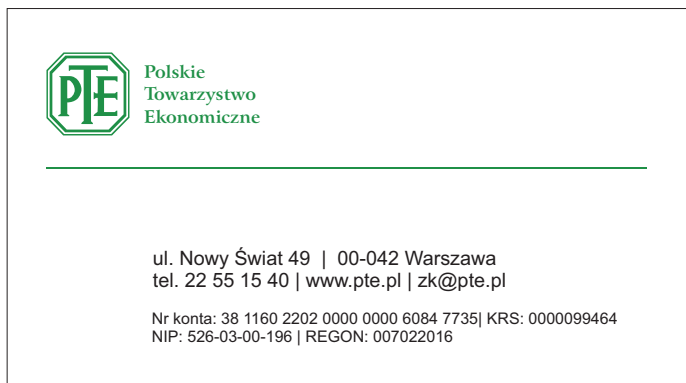 PTE
Polskie
Towarzystwo
Ekonomiczne
ul. Nowy Świat 49 | 00-042 Warszawa
tel. 22 55 15 40 | www.pte.pl | zk@pte.pl
Nr konta: 38 1160 2202 0000 0000 6084 7735| KRS: 0000099464
NIP: 526-03-00-196 | REGON: 007022016